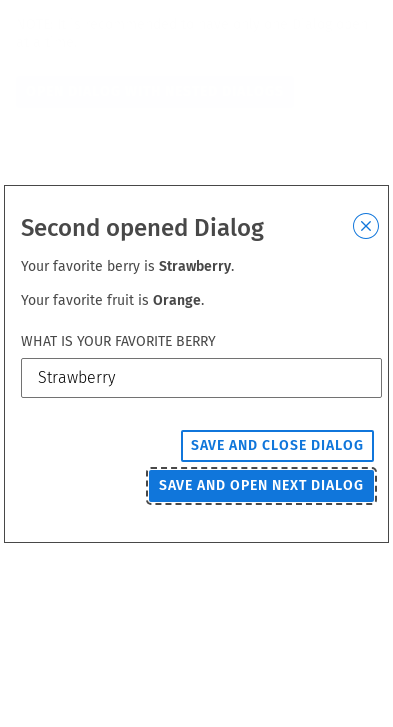 Second opened Dialog
Your favorite berry is Strawberry.
Your favorite fruit is Orange.
WHAT IS YOUR FAVORITE BERRY
Strawberry
SAVE AND CLOSE DIALOG
SAVE AND OPEN NEXT DIALOG